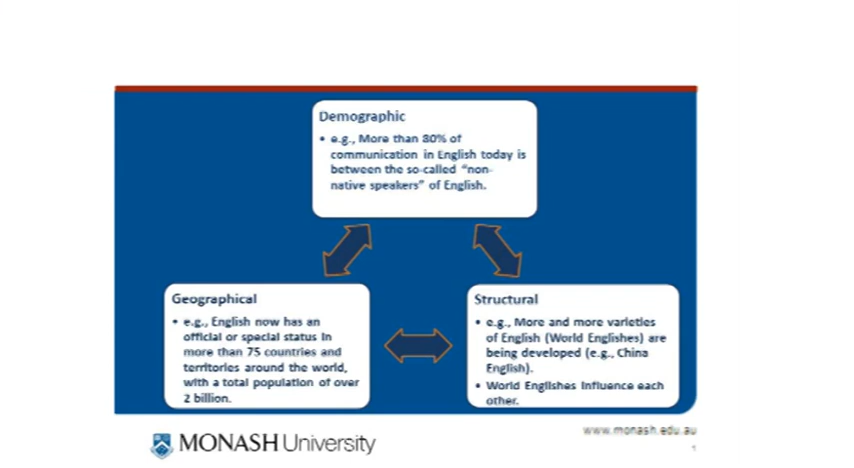 Demographic
• e.g., More than 80% of
communication in English today is
between the so-called “non-
native speakers” of English.
Geographical
• e.g., English now has an
official or special status in
more than 75 countries and
territories around the world,
with a total population of over
2 billion.
Structural
• e.g., More and more varieties
of English (World Englishes) are
being developed (e.g., China
English).
• World Englishes influence each
other.
MONASH University
www.monash.edu.au
1